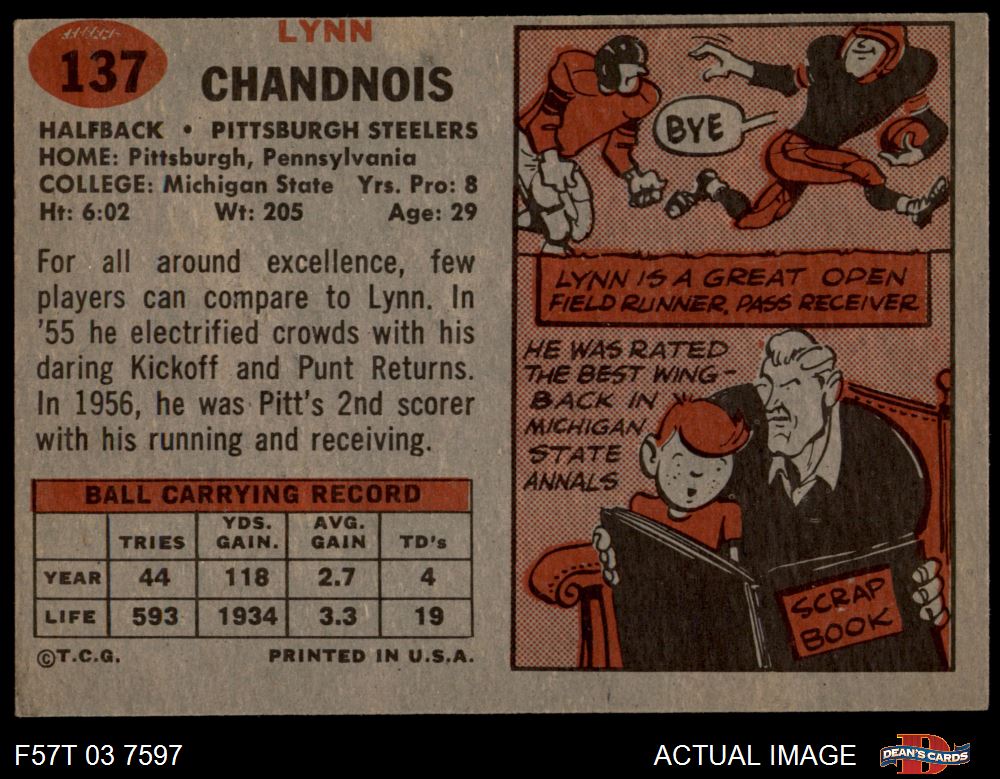 137
LYNN
CHANDNOIS
HALFBACK • PITTSBURGH STEELERS
HOME: Pittsburgh, Pennsylvania
COLLEGE: Michigan State Yrs. Pro: 8
Ht: 6:02 Wt: 205 Age: 29
For all around excellence, few
players can compare to Lynn. In
'55 he electrified crowds with his
daring Kickoff and Punt Returns.
In 1956, he was Pitt's 2nd scorer
with his running and receiving.
BALL CARRYING RECORD
TRIES YDS. GAIN. AVG. GAIN TD's
YEAR 44 118 2.7 4
LIFE 593 1934 3.3 19
©T.C.G. PRINTED IN U.S.A.
BYE
LYNN IS A GREAT OPEN
FIELD RUNNER, PASS RECEIVER
HE WAS RATED
THE BEST WING-
BACK IN
MICHIGAN
STATE
ANNALS
SCRAP
BOOK
F57T 03 7597 ACTUAL IMAGE DEAN'S CARDS